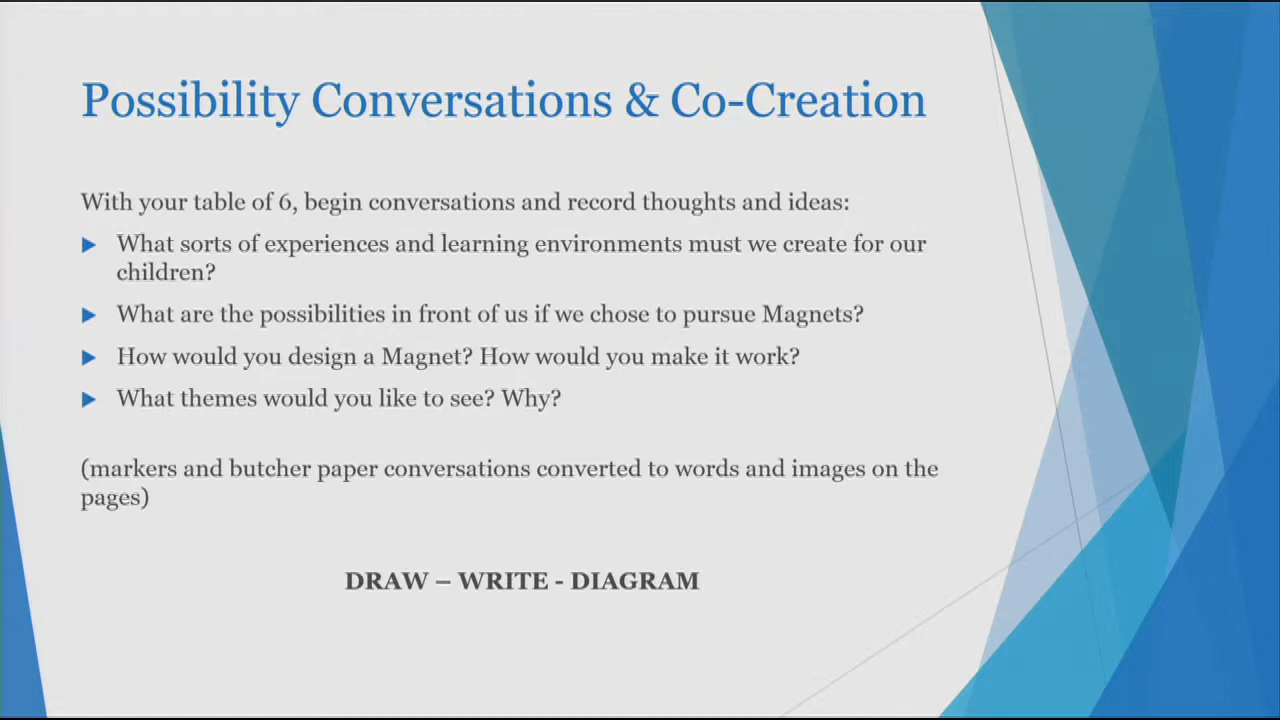 Possibility Conversations & Co-Creation
With your table of 6, begin conversations and record thoughts and ideas:
What sorts of experiences and learning environments must we create for our
children?
What are the possibilities in front of us if we chose to pursue Magnets?
How would you design a Magnet? How would you make it work?
What themes would you like to see? Why?
(markers and butcher paper conversations converted to words and images on the
pages)
DRAW – WRITE - DIAGRAM